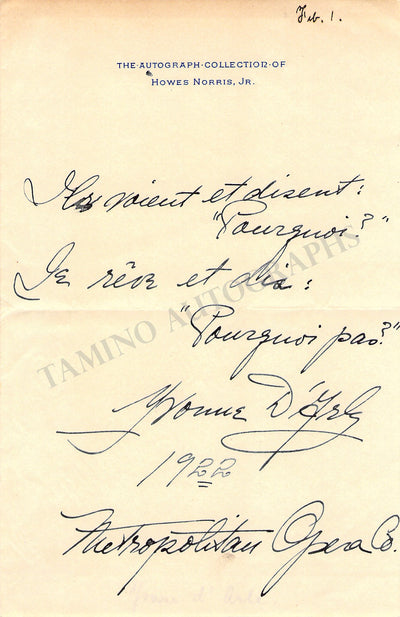 Feb. 1.
THE·AUTOGRAPH·COLLECTION·OF
HOWES NORRIS, JR.
Ils voient et disent:
"Pourquoi?"
Je rêve et dis:
"Pourquoi pas?"
TAMINO AUTOGRAPHS
Yvonne D'Arle
1922
Metropolitan Opera Co.